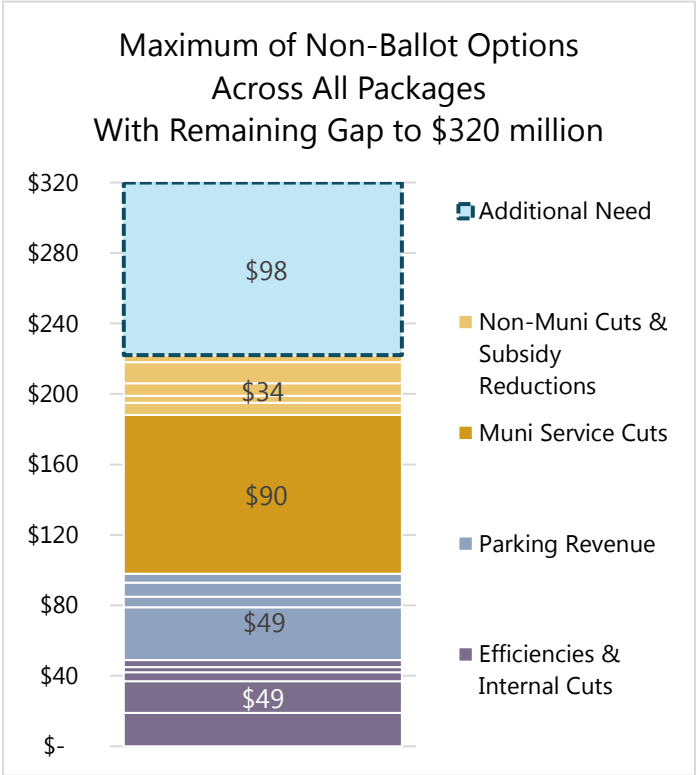 Maximum of Non-Ballot Options
Across All Packages
With Remaining Gap to $320 million
$320
$280
$240
$200
$160
$120
$80
$40
$-
$98
$34
$90
$49
$49
Additional Need
Non-Muni Cuts &
Subsidy
Reductions
Muni Service Cuts
Parking Revenue
Efficiencies &
Internal Cuts